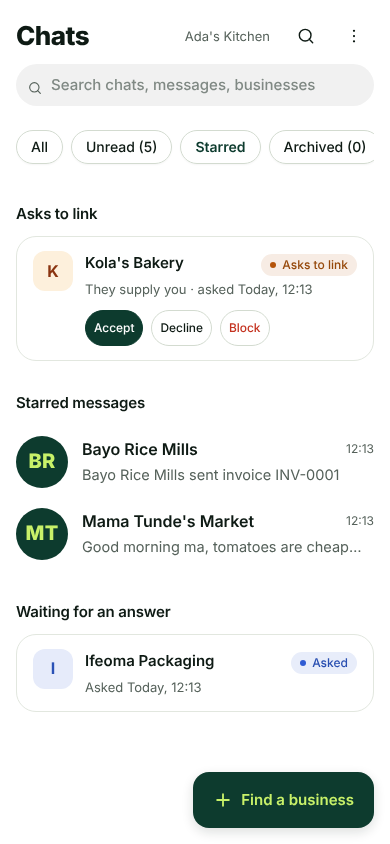 Chats
Ada's Kitchen
Search chats, messages, businesses
All
Unread (5)
Starred
Archived (0)
Asks to link
K
Kola's Bakery
Asks to link
They supply you · asked Today, 12:13
Accept
Decline
Block
Starred messages
BR
Bayo Rice Mills
12:13
Bayo Rice Mills sent invoice INV-0001
MT
Mama Tunde's Market
12:13
Good morning ma, tomatoes are cheap...
Waiting for an answer
I
Ifeoma Packaging
Asked
Asked Today, 12:13
Find a business